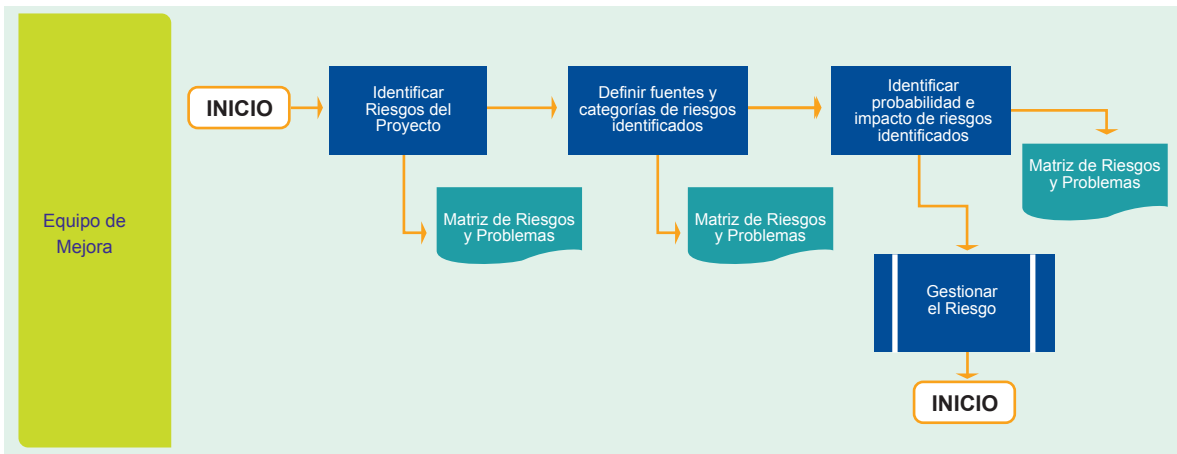 Equipo de
Mejora
INICIO
Identificar
Riesgos del
Proyecto
Matriz de Riesgos
y Problemas
Definir fuentes y
categorías de riesgos
identificados
Matriz de Riesgos
y Problemas
Identificar
probabilidad e
impacto de riesgos
identificados
Matriz de Riesgos
y Problemas
Gestionar
el Riesgo
INICIO